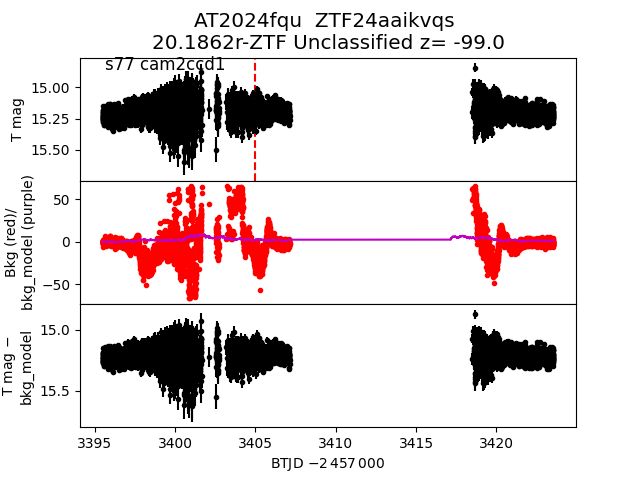 AT2024fqu  ZTF24aaikvqs
20.1862r-ZTF Unclassified z= -99.0
s77 cam2ccd1
15.00
15.25
15.50
T mag
50
0
−50
Bkg (red)/
bkg_model (purple)
15.0
15.5
T mag −
bkg_model
3395
3400
3405
3410
3415
3420
BTJD −2 457 000